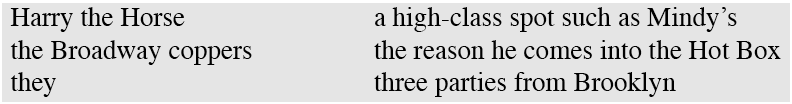 Harry the Horse
the Broadway coppers
they
a high-class spot such as Mindy’s
the reason he comes into the Hot Box
three parties from Brooklyn